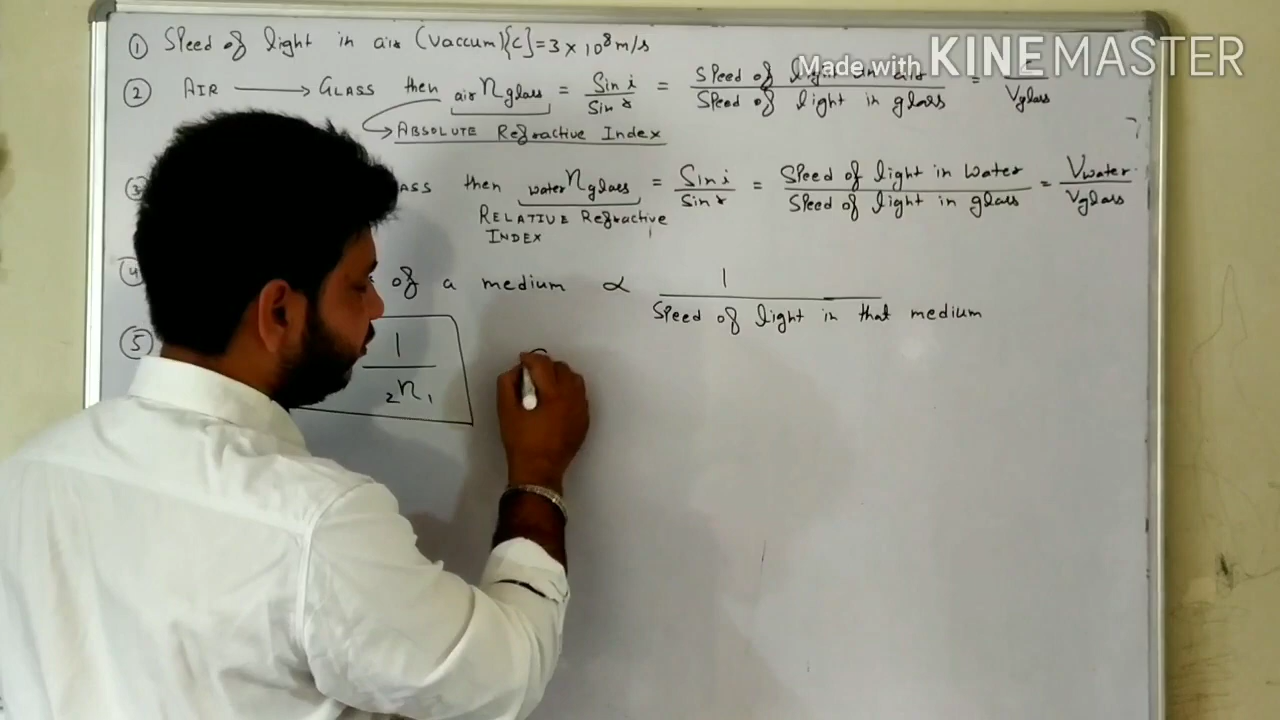 ① Speed of light in air (Vaccum){c}=3 × 10⁸ m/s
Made with KINEMASTER
② AIR ⟶ GLASS then air n glass = Sin i / Sin r = Speed of light in air / Speed of light in glass = / Vglass
ABSOLUTE Refractive Index
③ ASS then water n glass = Sin i / Sin r = Speed of light in water / Speed of light in glass = Vwater / Vglass
RELATIVE Refractive
INDEX
④ of a medium ∝ 1 / Speed of light in that medium
⑤ 1 / ₂n₁